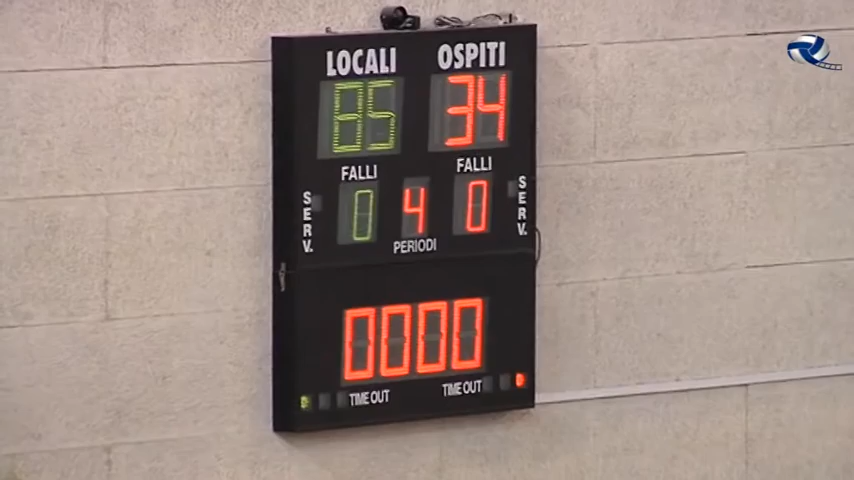 LOCALI OSPITI
85 34
FALLI FALLI
SERV. 0 4 0 SERV.
PERIODI
0000
TIME OUT TIME OUT